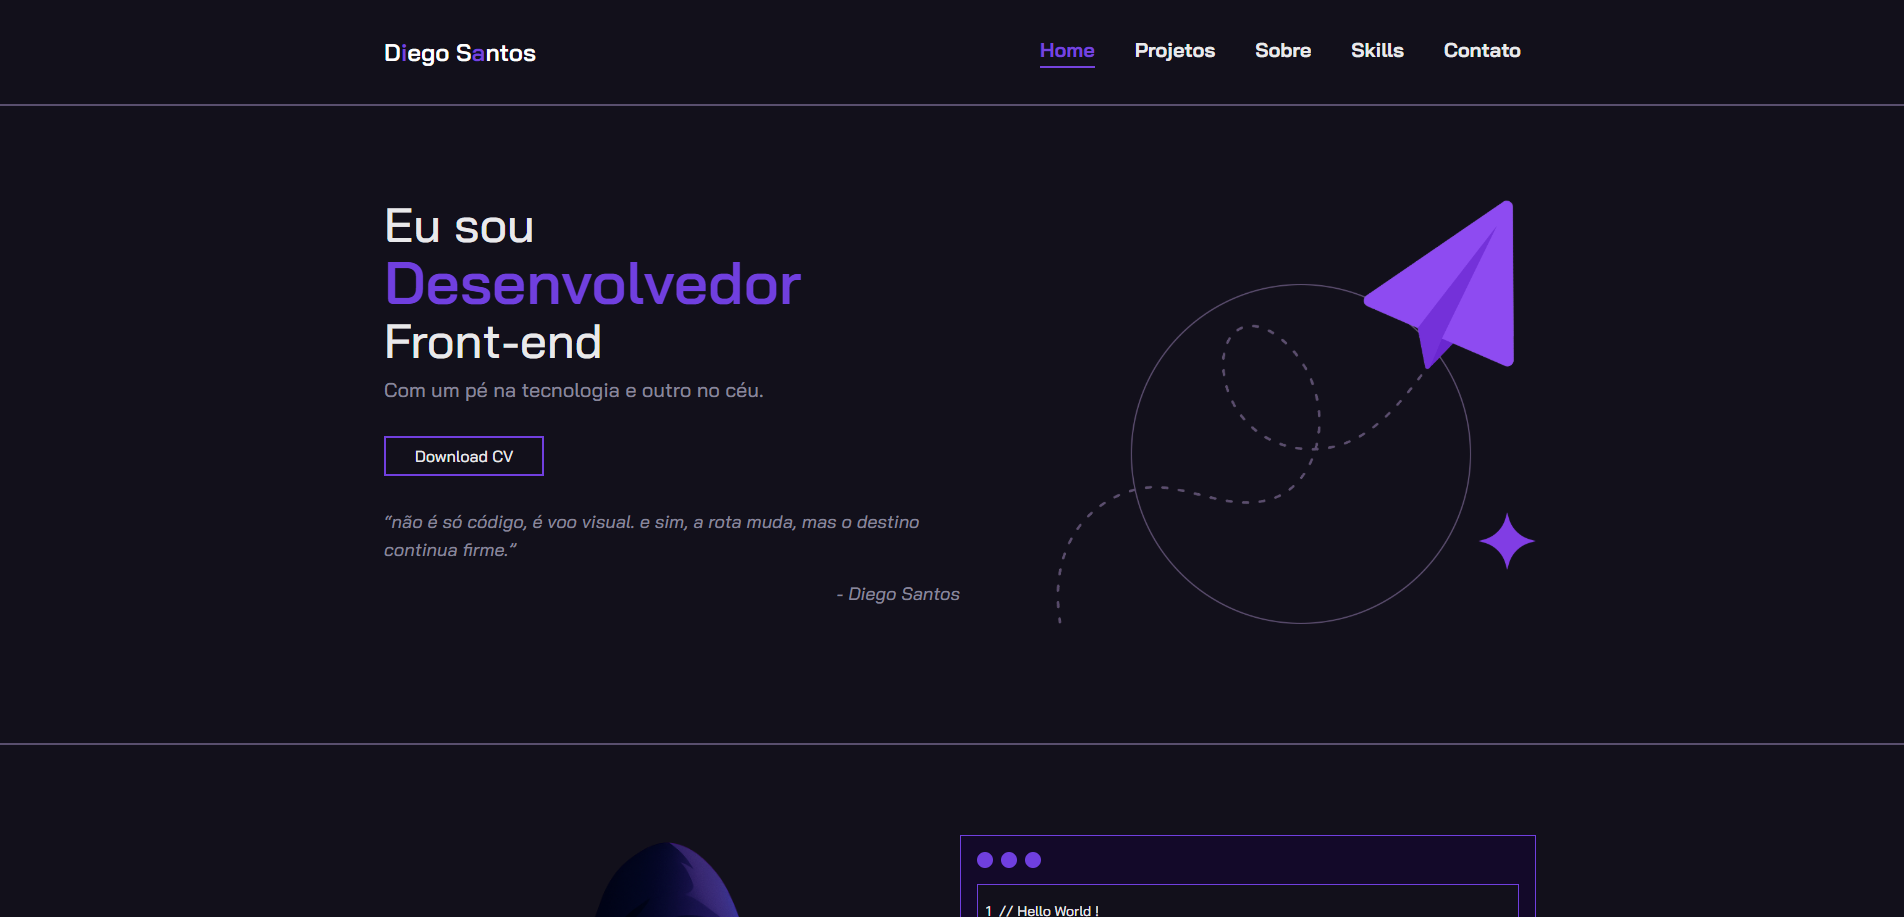 Diego Santos
Home Projetos Sobre Skills Contato
Eu sou
Desenvolvedor
Front-end
Com um pé na tecnologia e outro no céu.
Download CV
“não é só código, é voo visual. e sim, a rota muda, mas o destino
continua firme.”
- Diego Santos
1 // Hello World !